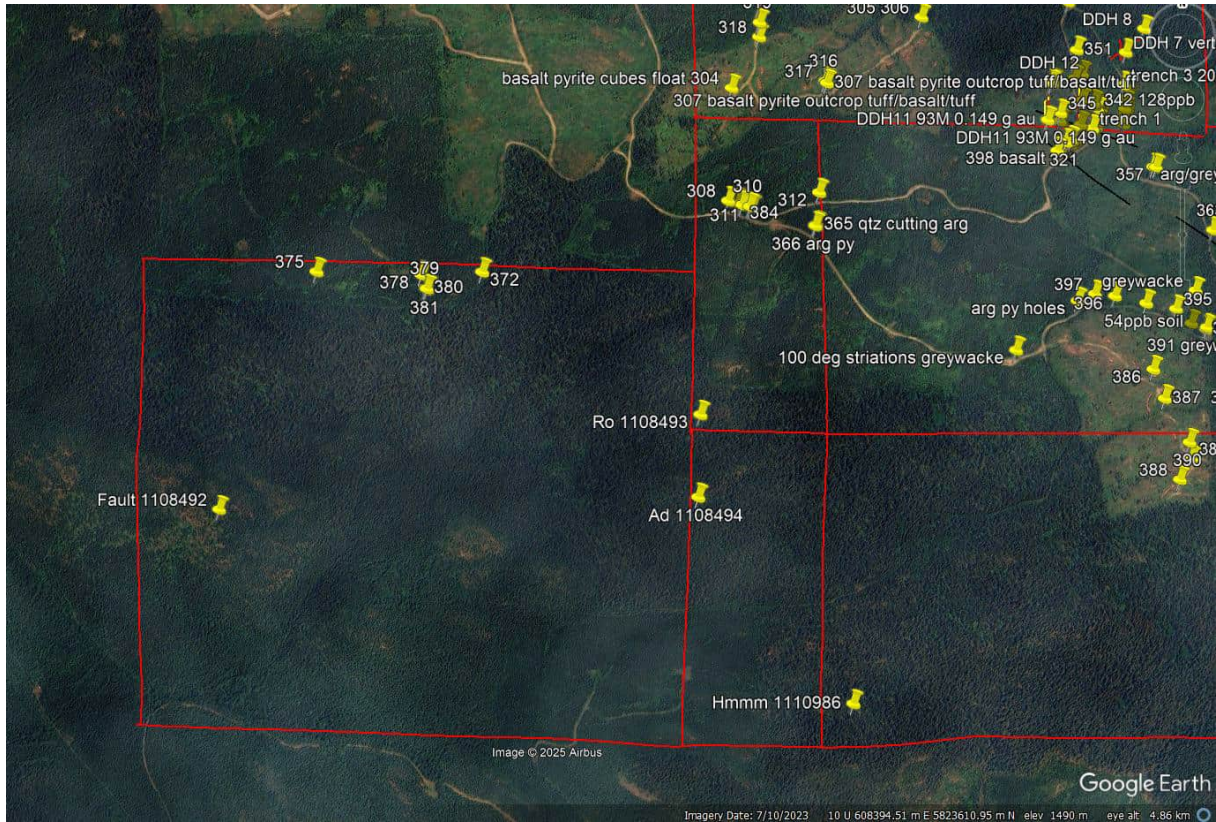 DDH 8
318
305 306
DDH 7 vert
351
316
DDH 12
basalt pyrite cubes float 304
317
307 basalt pyrite outcrop tuff/basalt/tuff
trench 3 20
307 basalt pyrite outcrop tuff/basalt/tuff
345
342 128ppb
DDH11 93M 0.149 g au
trench 1
DDH11 93M 0.149 g au
398 basalt 321
357 arg/grey
308
310
312
311
384
365 qtz cutting arg
366 arg py
375
379
372
378
380
381
397
greywacke
396
395
arg py holes
54ppb soil
391 greyw
100 deg striations greywacke
386
387
Ro 1108493
388
390
Fault 1108492
Ad 1108494
Hmmm 1110986
Image © 2025 Airbus
Google Earth
Imagery Date: 7/10/2023 10 U 608394.51 m E 5823610.95 m N elev 1490 m eye alt 4.86 km